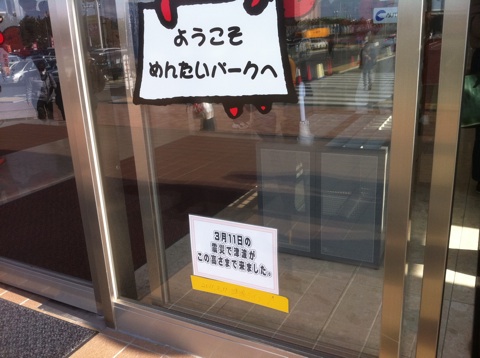 ようこそ
めんたいパークへ
3月11日の
震災で津波が
この高さまで来ました。